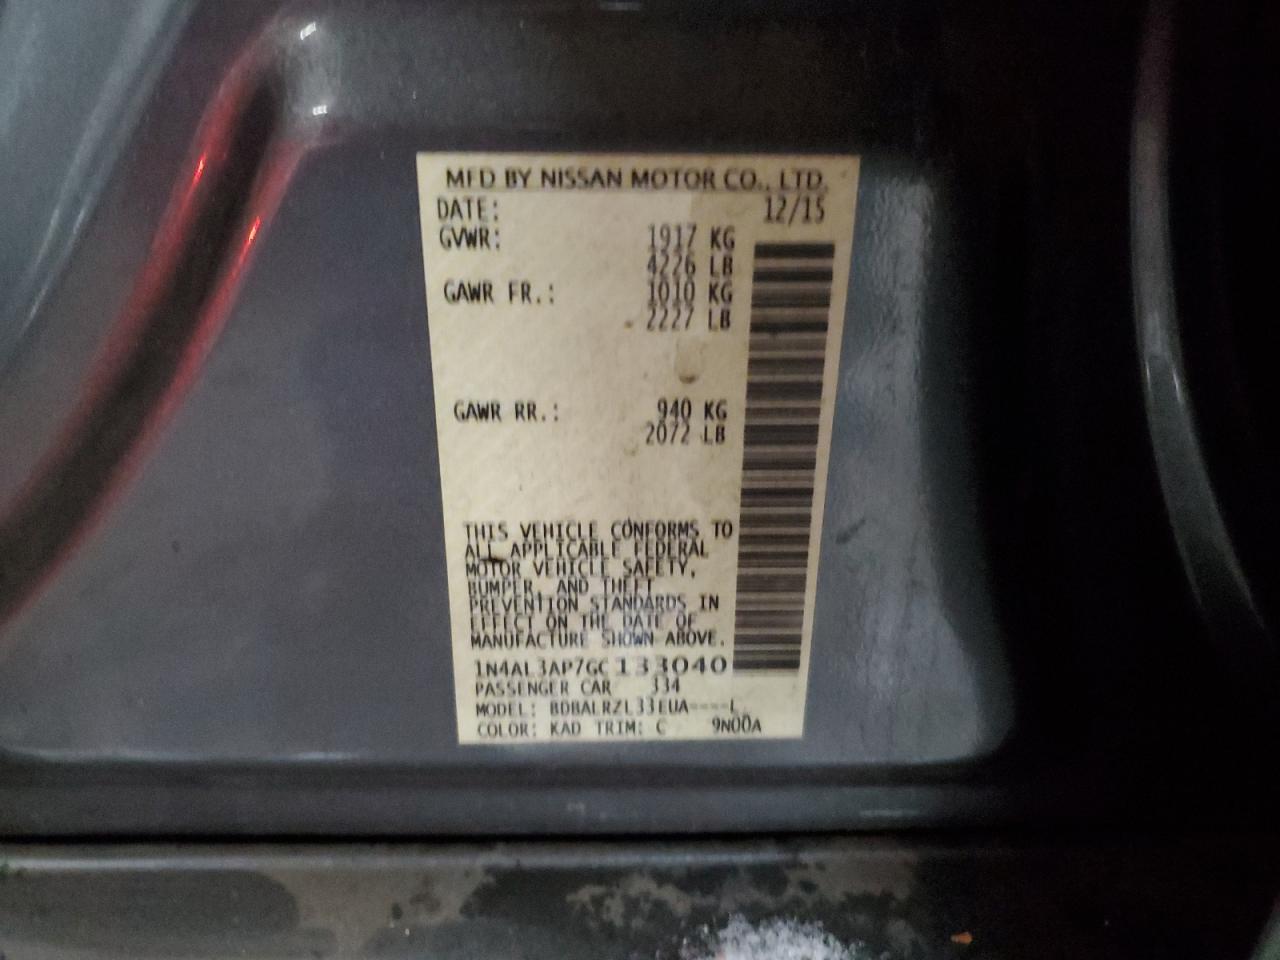 MFD BY NISSAN MOTOR CO., LTD.
DATE: 12/15
GVWR: 1917 KG
4226 LB
GAWR FR.: 1010 KG
2227 LB
GAWR RR.: 940 KG
2072 LB
THIS VEHICLE CONFORMS TO
ALL APPLICABLE FEDERAL
MOTOR VEHICLE SAFETY,
BUMPER, AND THEFT
PREVENTION STANDARDS IN
EFFECT ON THE DATE OF
MANUFACTURE SHOWN ABOVE.
1N4AL3AP7GC133040
PASSENGER CAR 334
MODEL: BDBALRZL33EUA----L
COLOR: KAD TRIM: C 9N00A